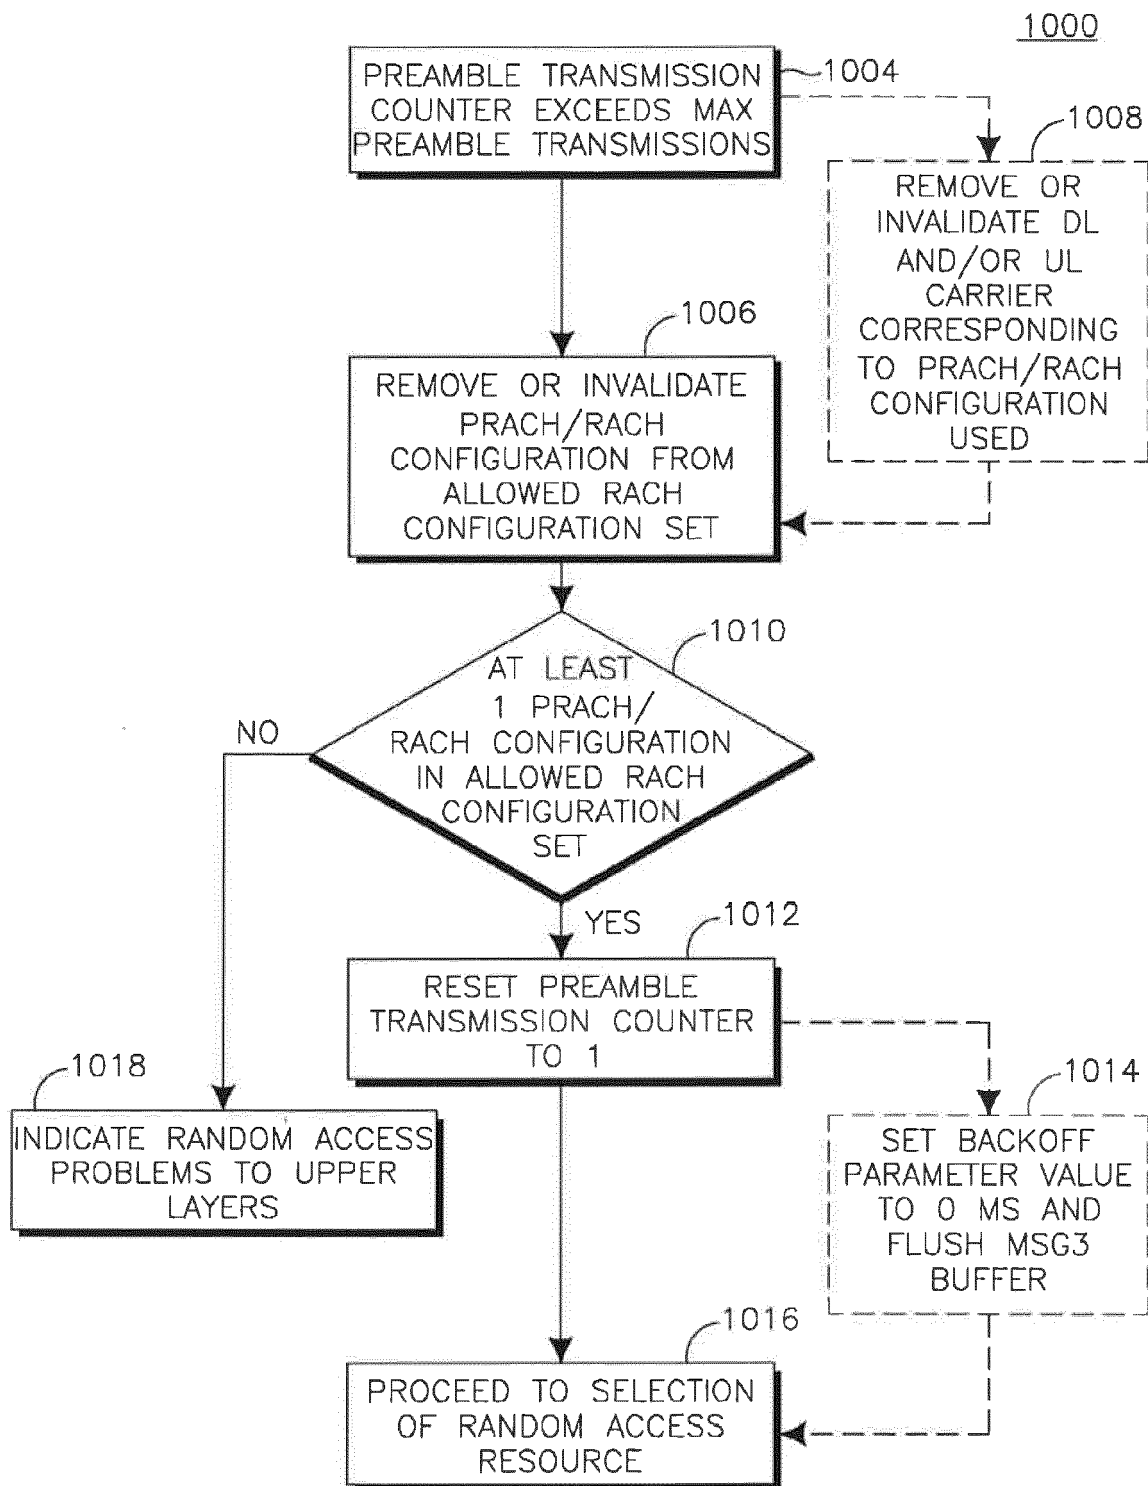 1000
PREAMBLE TRANSMISSION
COUNTER EXCEEDS MAX
PREAMBLE TRANSMISSIONS
1004
1008
REMOVE OR
INVALIDATE DL
AND/OR UL
CARRIER
CORRESPONDING
TO PRACH/RACH
CONFIGURATION
USED
1006
REMOVE OR INVALIDATE
PRACH/RACH
CONFIGURATION FROM
ALLOWED RACH
CONFIGURATION SET
1010
AT LEAST
1 PRACH/
RACH CONFIGURATION
IN ALLOWED RACH
CONFIGURATION
SET
NO
YES
1012
RESET PREAMBLE
TRANSMISSION COUNTER
TO 1
1018
INDICATE RANDOM ACCESS
PROBLEMS TO UPPER
LAYERS
1014
SET BACKOFF
PARAMETER VALUE
TO 0 MS AND
FLUSH MSG3
BUFFER
1016
PROCEED TO SELECTION
OF RANDOM ACCESS
RESOURCE